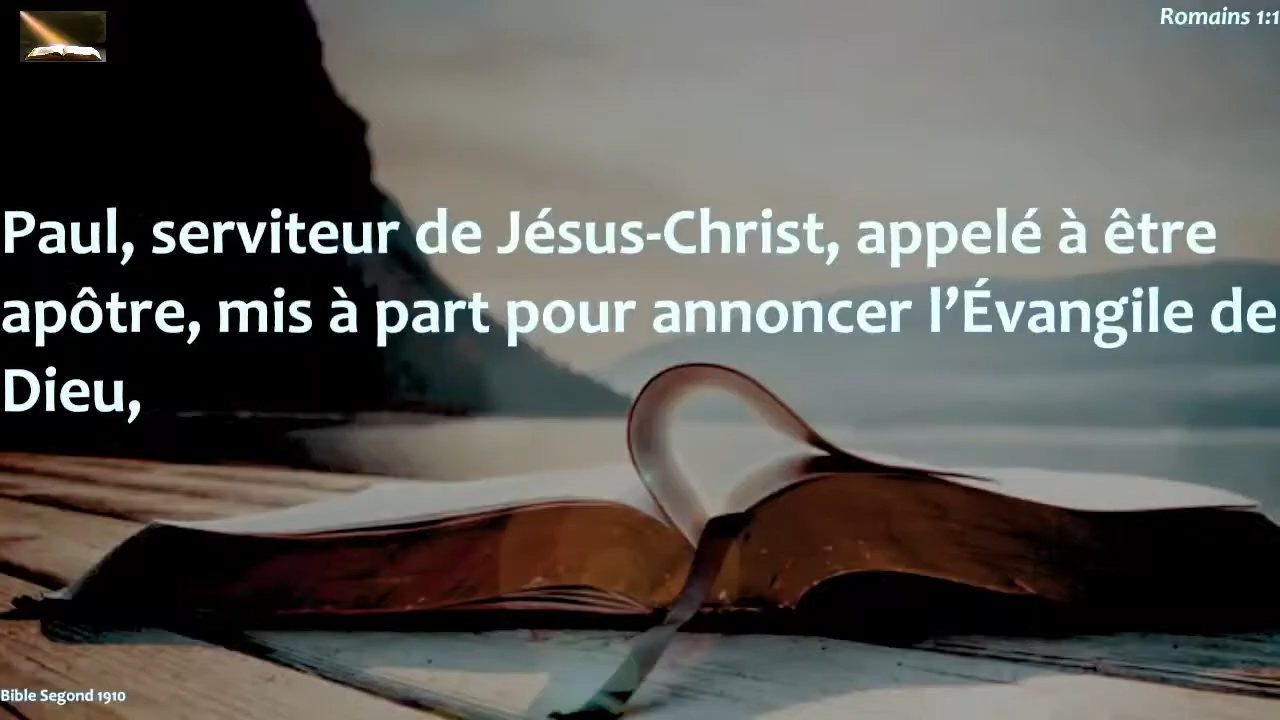 Romains 1:1
Paul, serviteur de Jésus-Christ, appelé à être
apôtre, mis à part pour annoncer l’Évangile de
Dieu,
Bible Segond 1910